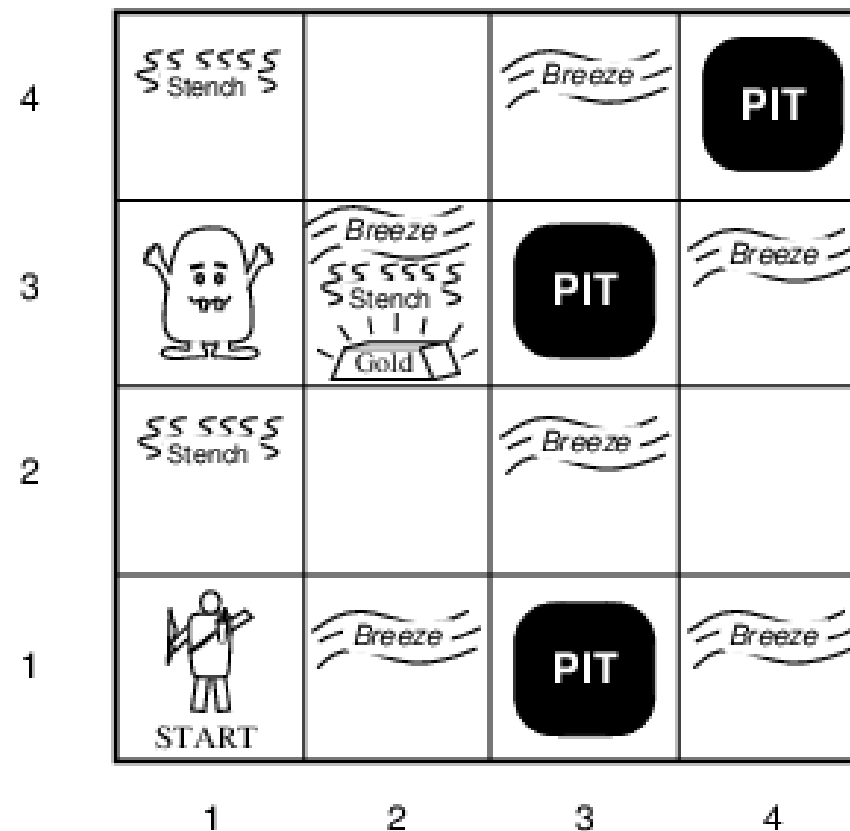 4
Stench
Breeze
PIT
3
Breeze
Stench
Gold
PIT
Breeze
2
Stench
Breeze
1
START
Breeze
PIT
Breeze
1 2 3 4